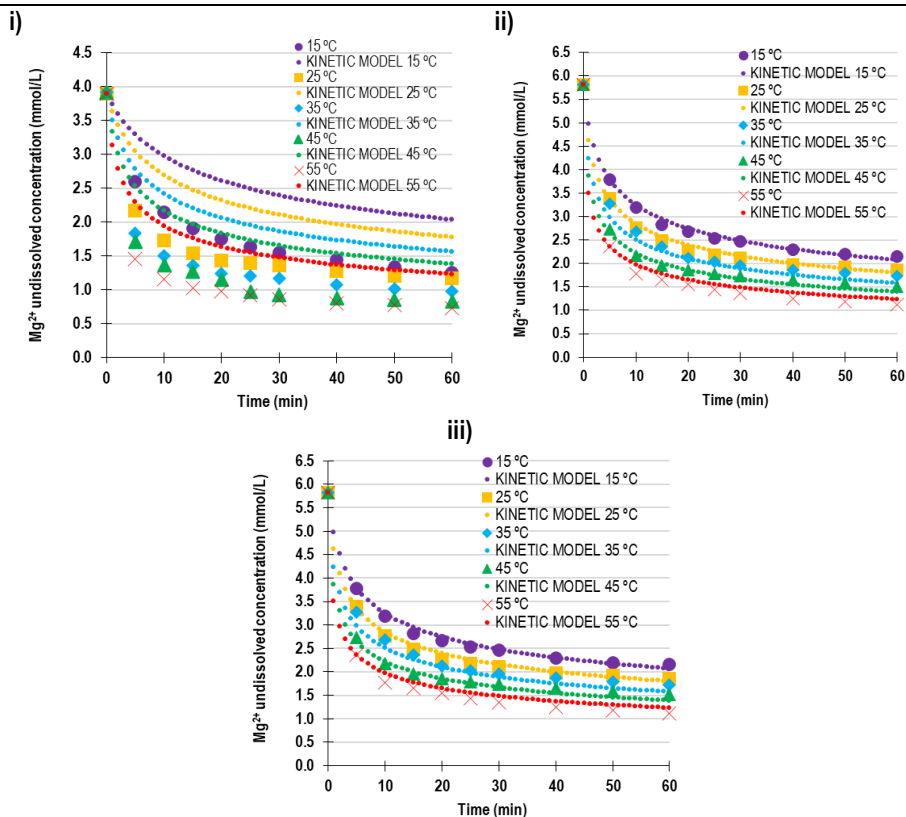 i)
15 ºC
KINETIC MODEL 15 ºC
25 ºC
KINETIC MODEL 25 ºC
35 ºC
KINETIC MODEL 35 ºC
45 ºC
KINETIC MODEL 45 ºC
55 ºC
KINETIC MODEL 55 ºC
4.5
4.0
3.5
3.0
2.5
2.0
1.5
1.0
0.5
0.0
Mg²⁺ undissolved concentration (mmol/L)
0 10 20 30 40 50 60
Time (min)
ii)
15 ºC
KINETIC MODEL 15 ºC
25 ºC
KINETIC MODEL 25 ºC
35 ºC
KINETIC MODEL 35 ºC
45 ºC
KINETIC MODEL 45 ºC
55 ºC
KINETIC MODEL 55 ºC
6.5
6.0
5.5
5.0
4.5
4.0
3.5
3.0
2.5
2.0
1.5
1.0
0.5
0.0
Mg²⁺ undissolved concentration (mmol/L)
0 10 20 30 40 50 60
Time (min)
iii)
15 ºC
KINETIC MODEL 15 ºC
25 ºC
KINETIC MODEL 25 ºC
35 ºC
KINETIC MODEL 35 ºC
45 ºC
KINETIC MODEL 45 ºC
55 ºC
KINETIC MODEL 55 ºC
6.5
6.0
5.5
5.0
4.5
4.0
3.5
3.0
2.5
2.0
1.5
1.0
0.5
0.0
Mg²⁺ undissolved concentration (mmol/L)
0 10 20 30 40 50 60
Time (min)